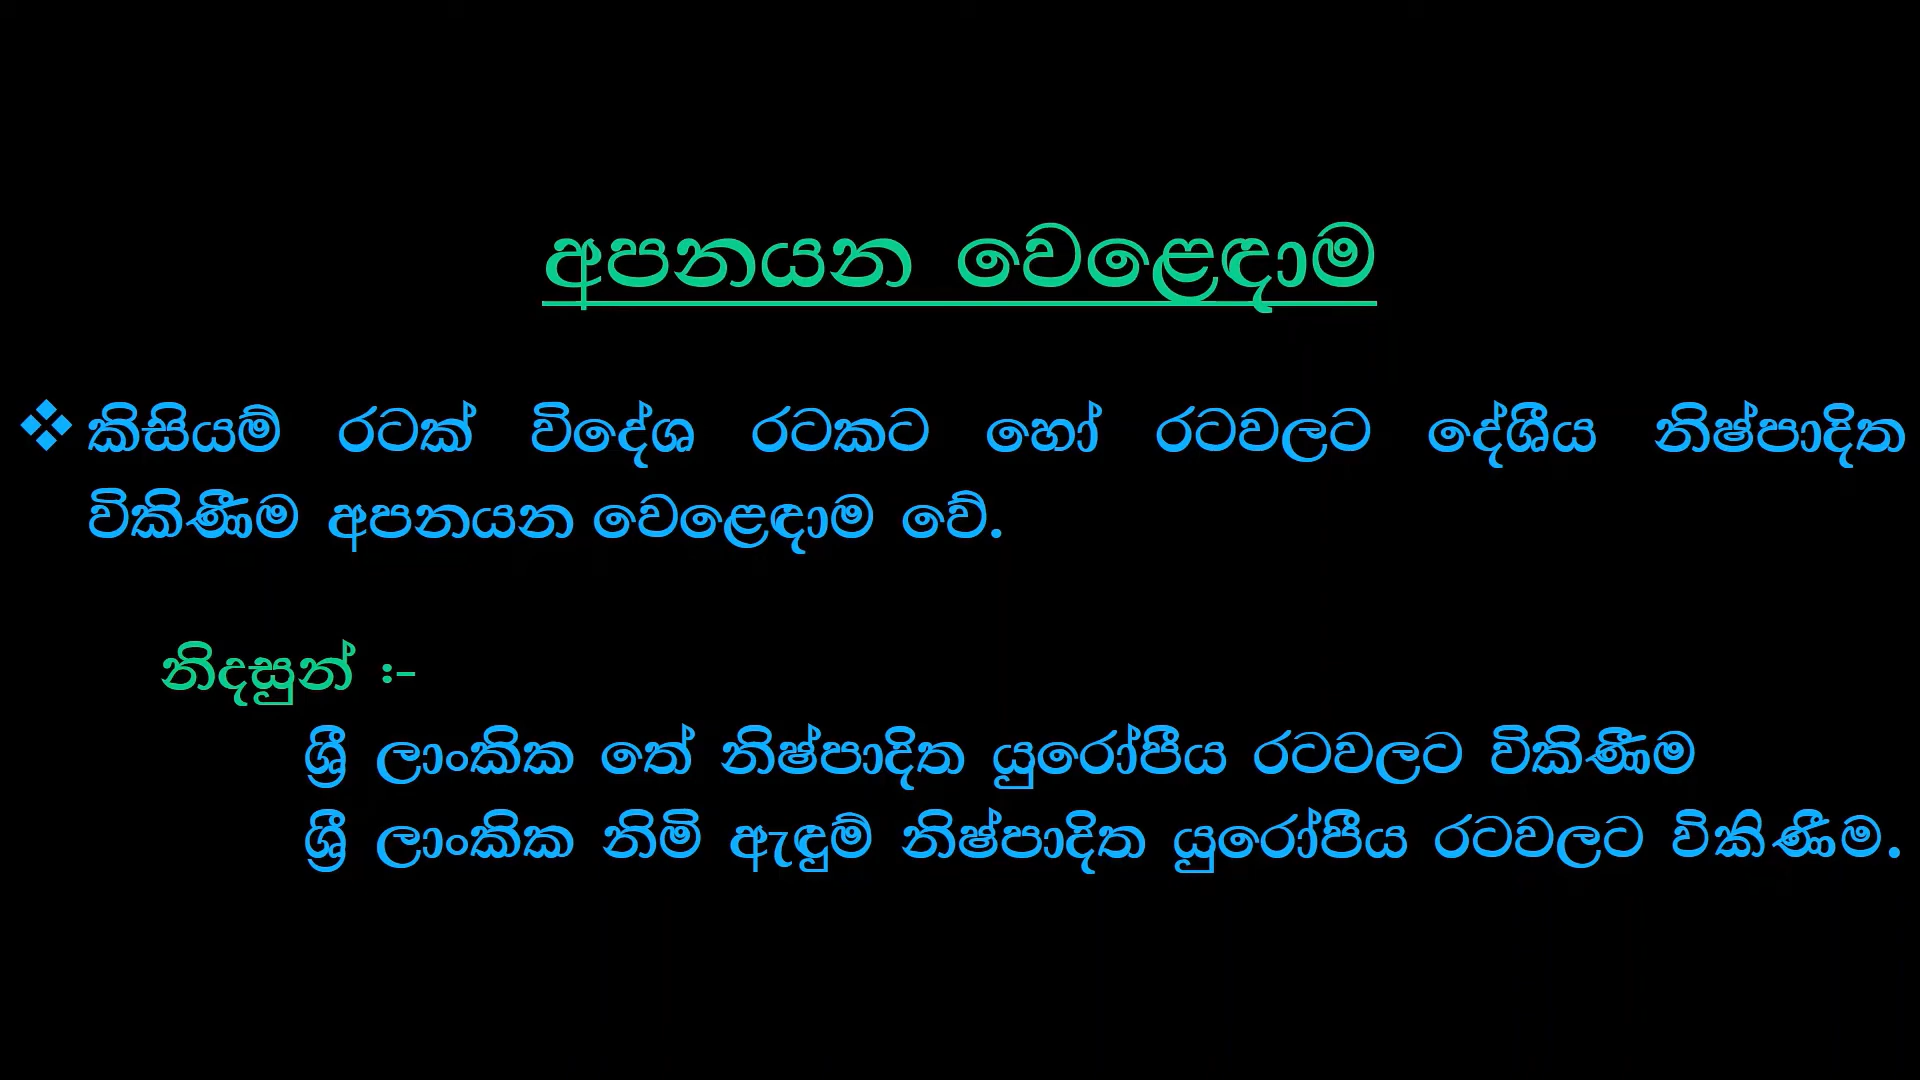 අපනයන වෙළෙඳාම
❖ කිසියම් රටක් විදේශ රටකට හෝ රටවලට දේශීය නිෂ්පාදිත
විකිණීම අපනයන වෙළෙඳාම වේ.
නිදසුන් :-
ශ්‍රී ලාංකික තේ නිෂ්පාදිත යුරෝපීය රටවලට විකිණීම
ශ්‍රී ලාංකික නිමි ඇඳුම් නිෂ්පාදිත යුරෝපීය රටවලට විකිණීම.